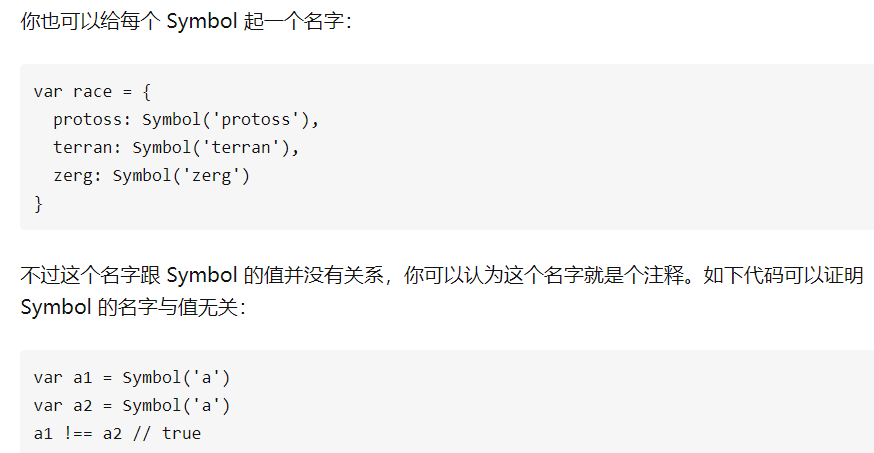 你也可以给每个 Symbol 起一个名字：
var race = {
  protoss: Symbol('protoss'),
  terran: Symbol('terran'),
  zerg: Symbol('zerg')
}
不过这个名字跟 Symbol 的值并没有关系，你可以认为这个名字就是个注释。如下代码可以证明
Symbol 的名字与值无关：
var a1 = Symbol('a')
var a2 = Symbol('a')
a1 !== a2 // true